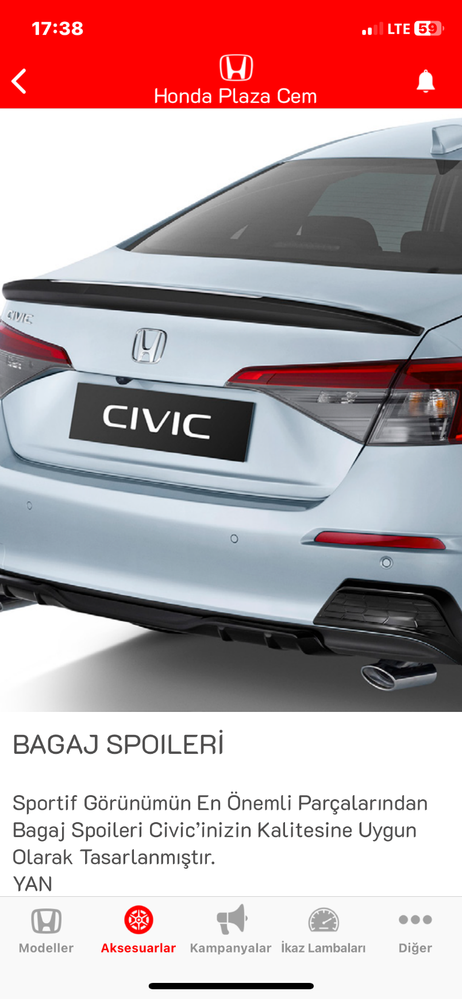 17:38
LTE 59
Honda Plaza Cem
CIVIC
CIVIC
BAGAJ SPOILERİ
Sportif Görünümün En Önemli Parçalarından
Bagaj Spoileri Civic’inizin Kalitesine Uygun
Olarak Tasarlanmıştır.
YAN
Modeller
Aksesuarlar
Kampanyalar
İkaz Lambaları
Diğer